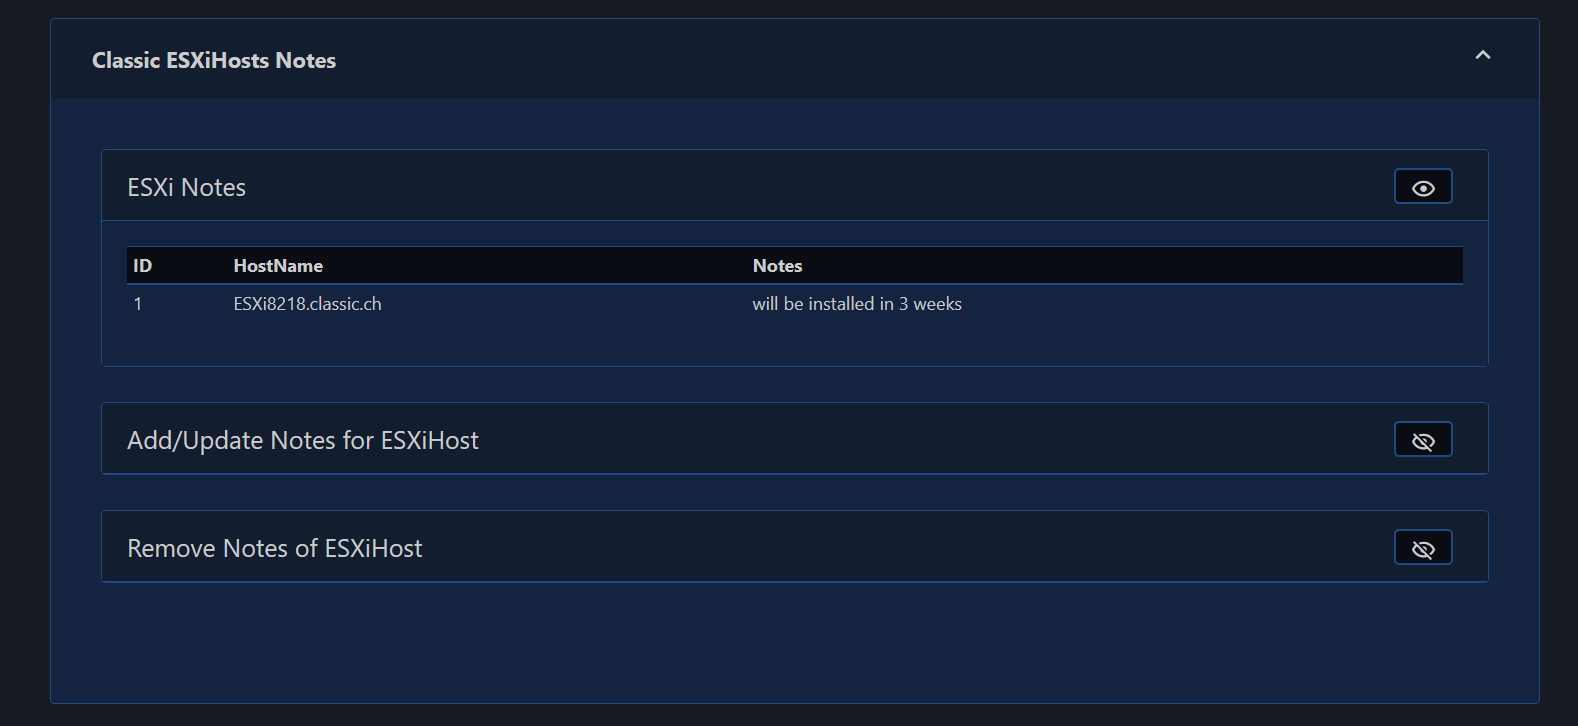 Classic ESXiHosts Notes
ESXi Notes
ID HostName Notes
1 ESXi8218.classic.ch will be installed in 3 weeks
Add/Update Notes for ESXiHost
Remove Notes of ESXiHost